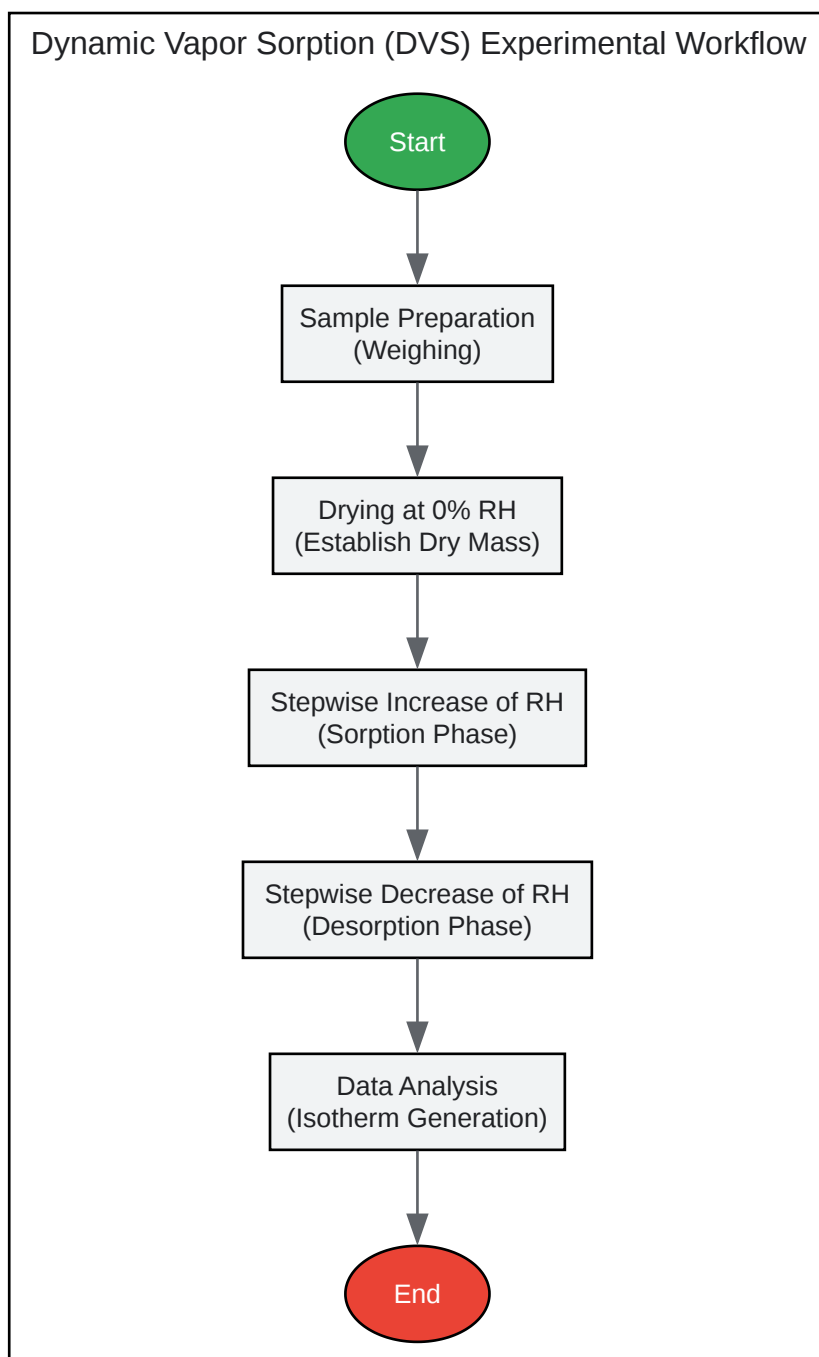 Dynamic Vapor Sorption (DVS) Experimental Workflow
Start
Sample Preparation
(Weighing)
Drying at 0% RH
(Establish Dry Mass)
Stepwise Increase of RH
(Sorption Phase)
Stepwise Decrease of RH
(Desorption Phase)
Data Analysis
(Isotherm Generation)
End